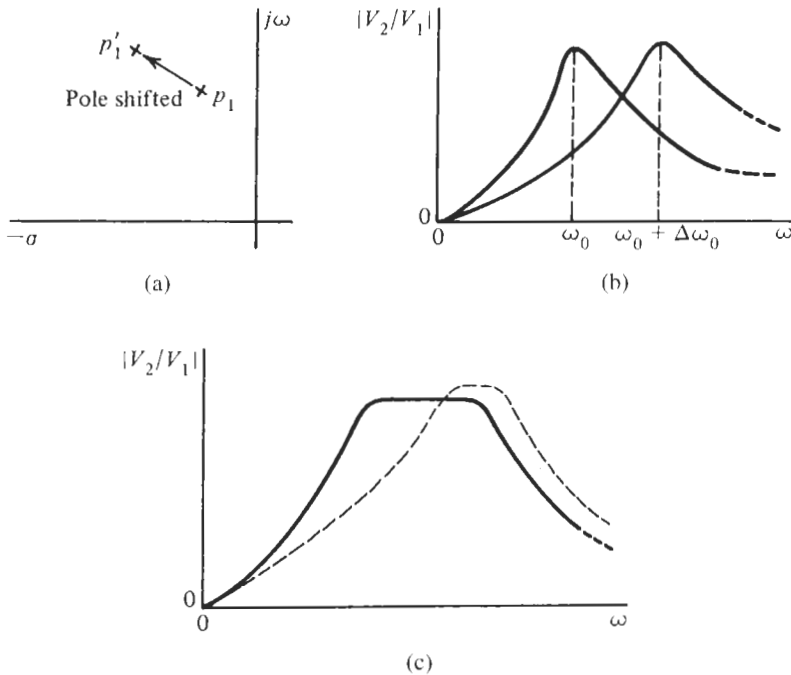 jω
p′₁
Pole shifted
p₁
−σ
(a)
|V₂/V₁|
0
0
ω₀
ω₀ + Δω₀
ω
(b)
|V₂/V₁|
0
0
ω
(c)